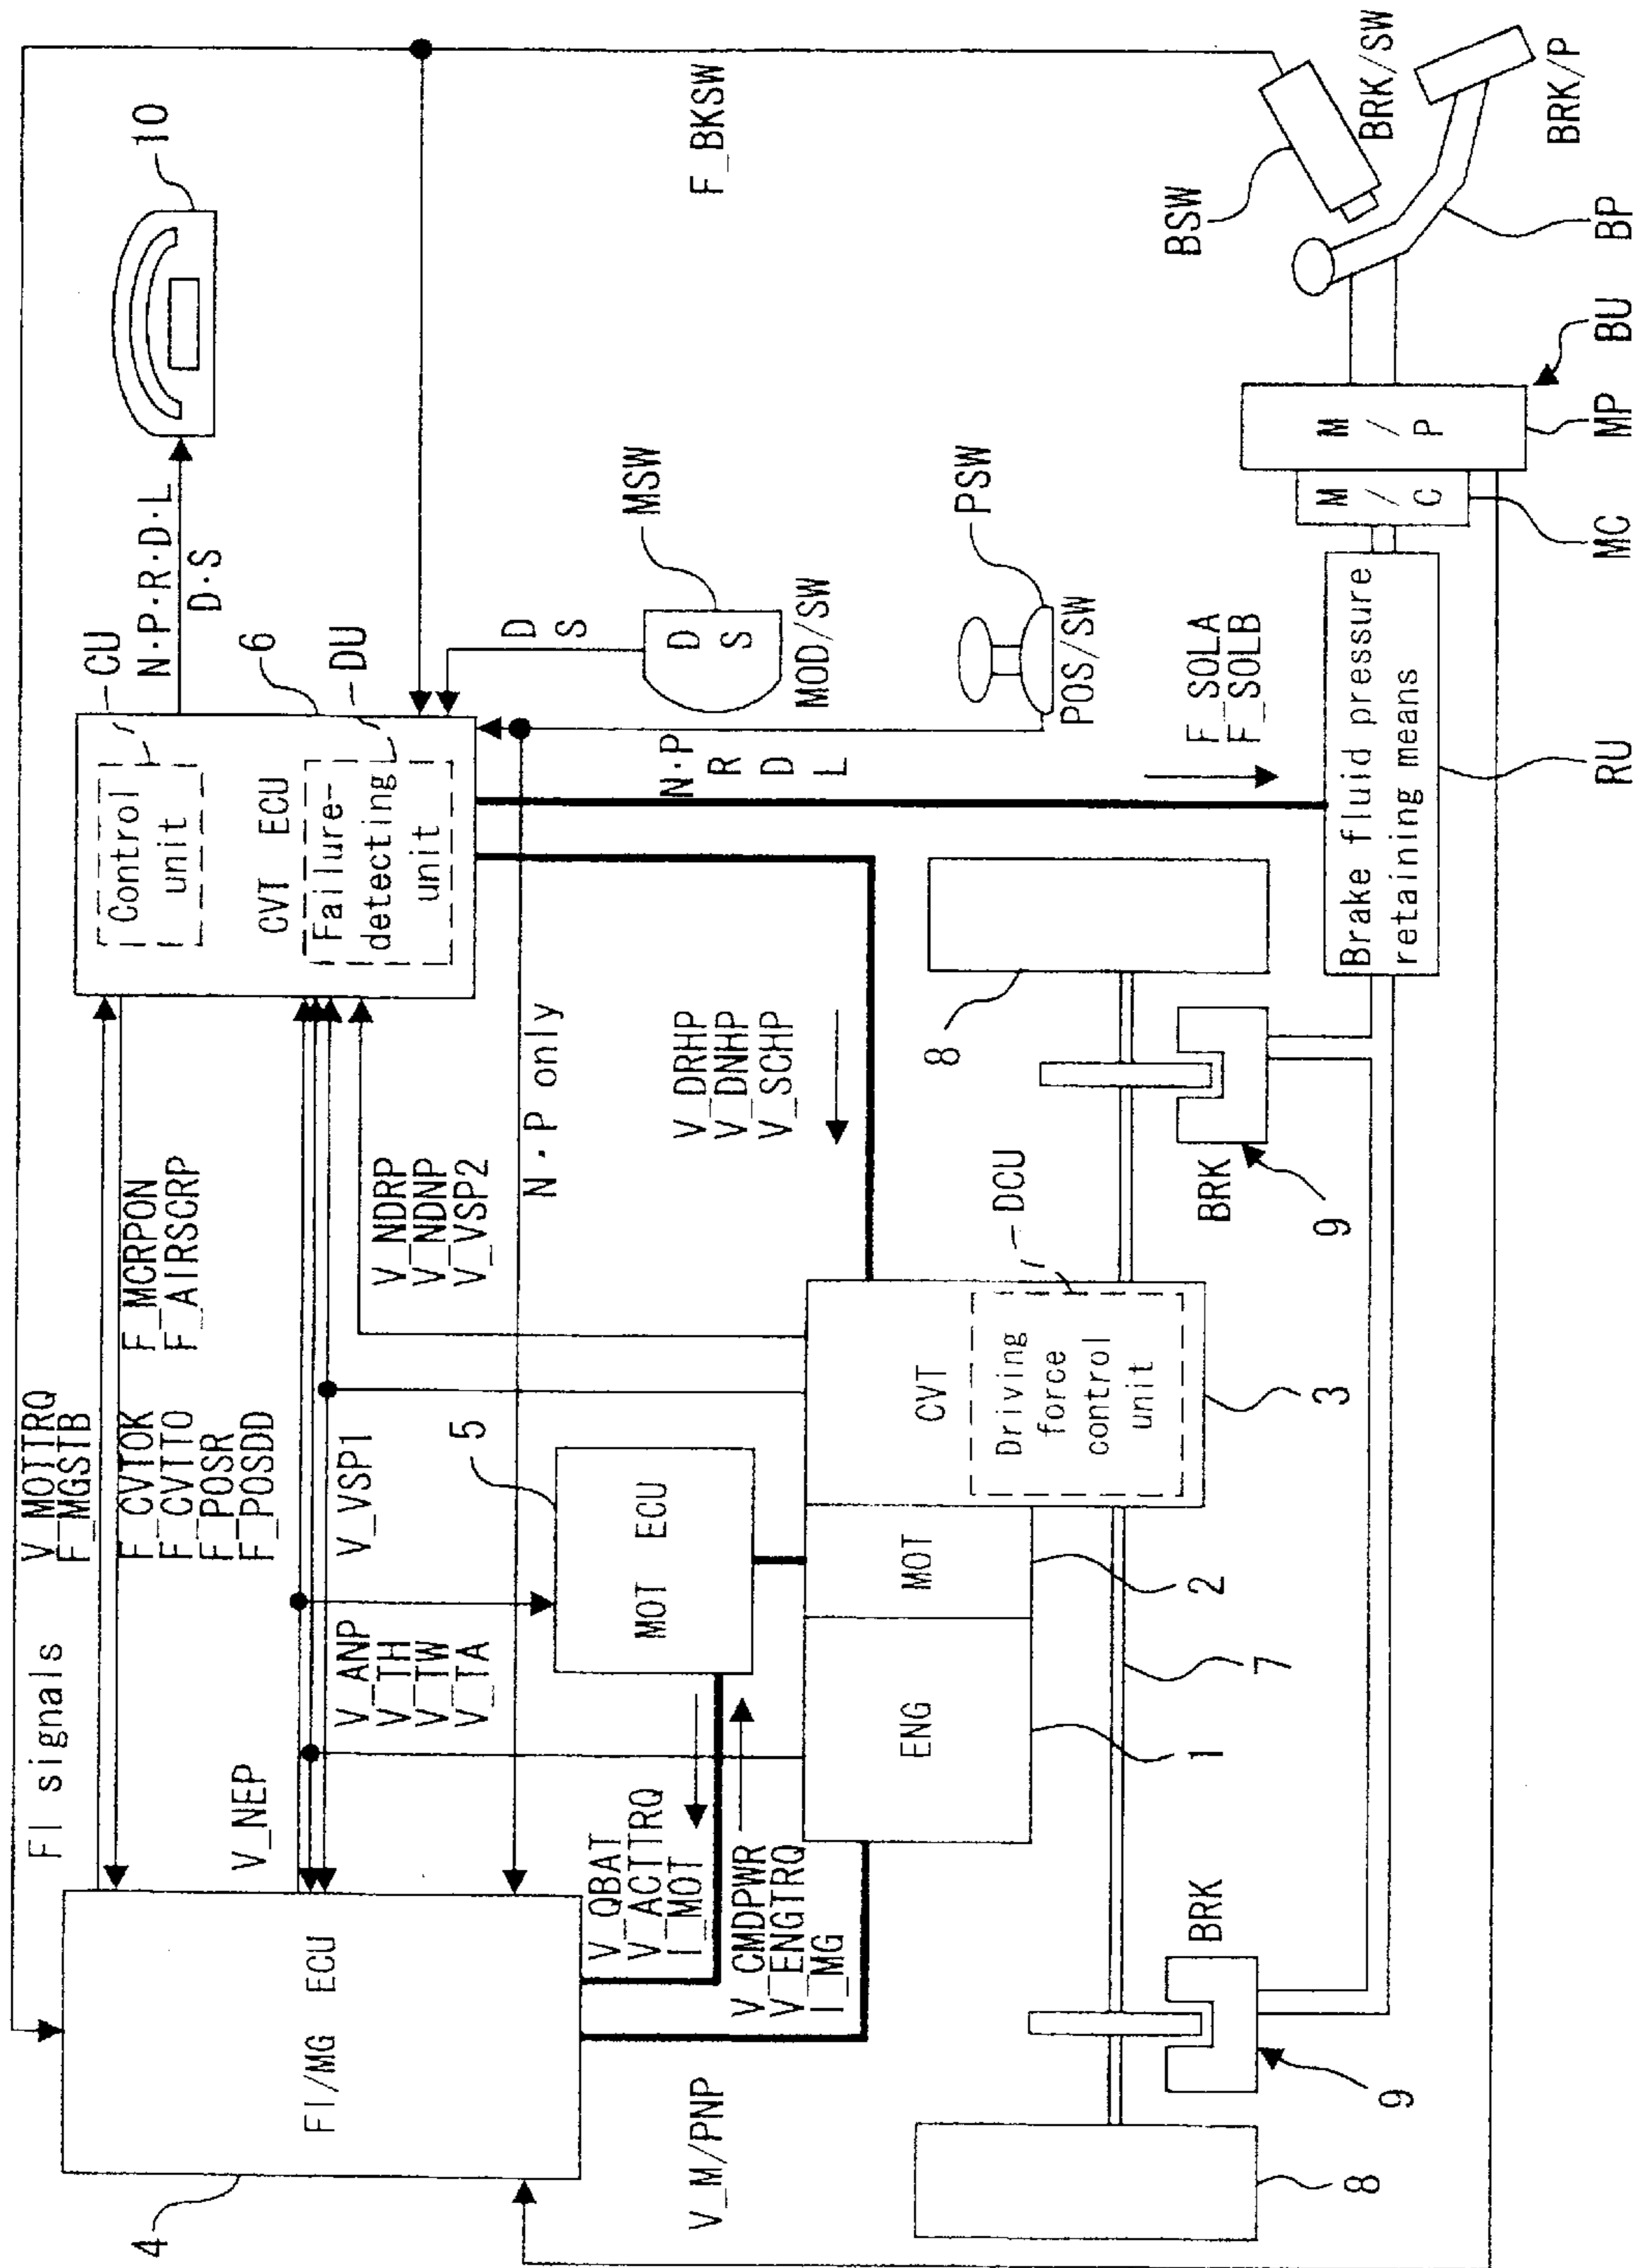 10
N·P·R·D·L
D·S
CU
Control
unit
CVT ECU
6
Failure-
detecting
unit
DU
F_BKSW
BSW
BRK/SW
BRK/P
BP
BU
M/P
MP
M/C
MC
D
S
MSW
D
S
MOD/SW
PSW
POS/SW
N·P
R
D
L
F_SOLA
F_SOLB
Brake fluid pressure
retaining means
RU
FI signals
V_MOTTRQ
F_MGSTB
F_CVTOK
F_CVTTO
F_POSR
F_POSDD
F_MCRPON
F_AIRSCRP
V_NEP
V_ANP
V_TH
V_TW
V_TA
V_VSP1
V_NDRP
V_NDNP
V_VSP2
N·P only
V_DRHP
V_DNHP
V_SCHP
8
BRK
9
DCU
CVT
Driving
force
control
unit
3
5
MOT ECU
MOT
2
ENG
1
7
V_QBAT
V_ACTTRQ
I_MOT
V_CMDPWR
V_ENGTRQ
I_MG
FI/MG ECU
4
V_M/PNP
BRK
9
8